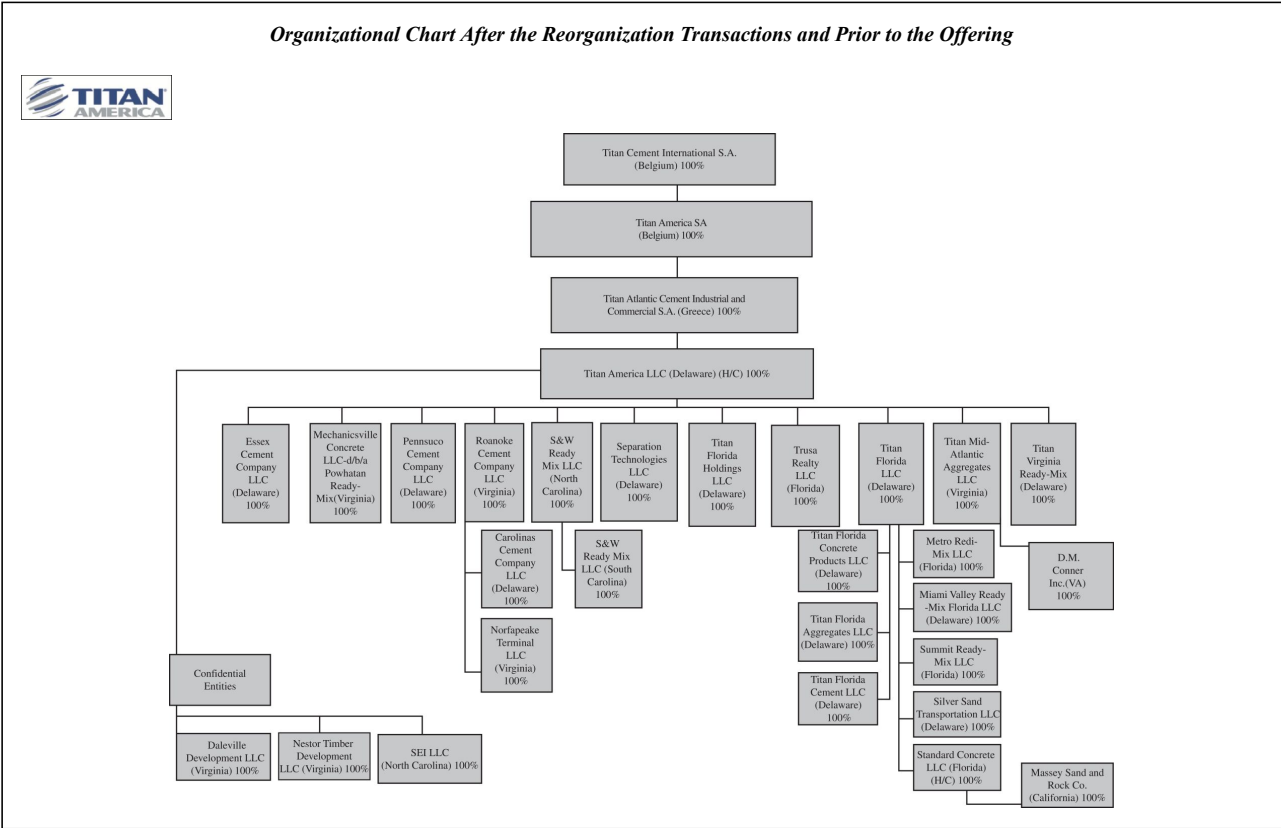 Organizational Chart After the Reorganization Transactions and Prior to the Offering
TITAN
AMERICA
Titan Cement International S.A.
(Belgium) 100%
Titan America SA
(Belgium) 100%
Titan Atlantic Cement Industrial and
Commercial S.A. (Greece) 100%
Titan America LLC (Delaware) (H/C) 100%
Essex
Cement
Company
LLC
(Delaware)
100%
Mechanicsville
Concrete
LLC-d/b/a
Powhatan
Ready-
Mix(Virginia)
100%
Pennsuco
Cement
Company
LLC
(Delaware)
100%
Roanoke
Cement
Company
LLC
(Virginia)
100%
S&W
Ready
Mix LLC
(North
Carolina)
100%
Separation
Technologies
LLC
(Delaware)
100%
Titan
Florida
Holdings
LLC
(Delaware)
100%
Trusa
Realty
LLC
(Florida)
100%
Titan
Florida
LLC
(Delaware)
100%
Titan Mid-
Atlantic
Aggregates
LLC
(Virginia)
100%
Titan
Virginia
Ready-Mix
(Delaware)
100%
Carolinas
Cement
Company
LLC
(Delaware)
100%
Norfapeake
Terminal
LLC
(Virginia)
100%
S&W
Ready Mix
LLC (South
Carolina)
100%
Titan Florida
Concrete
Products LLC
(Delaware)
100%
Titan Florida
Aggregates LLC
(Delaware) 100%
Titan Florida
Cement LLC
(Delaware)
100%
Metro Redi-
Mix LLC
(Florida) 100%
Miami Valley Ready
-Mix Florida LLC
(Delaware) 100%
Summit Ready-
Mix LLC
(Florida) 100%
Silver Sand
Transportation LLC
(Delaware) 100%
Standard Concrete
LLC (Florida)
(H/C) 100%
D.M.
Conner
Inc.(VA)
100%
Massey Sand and
Rock Co.
(California) 100%
Confidential
Entities
Daleville
Development LLC
(Virginia) 100%
Nestor Timber
Development
LLC (Virginia) 100%
SEI LLC
(North Carolina) 100%